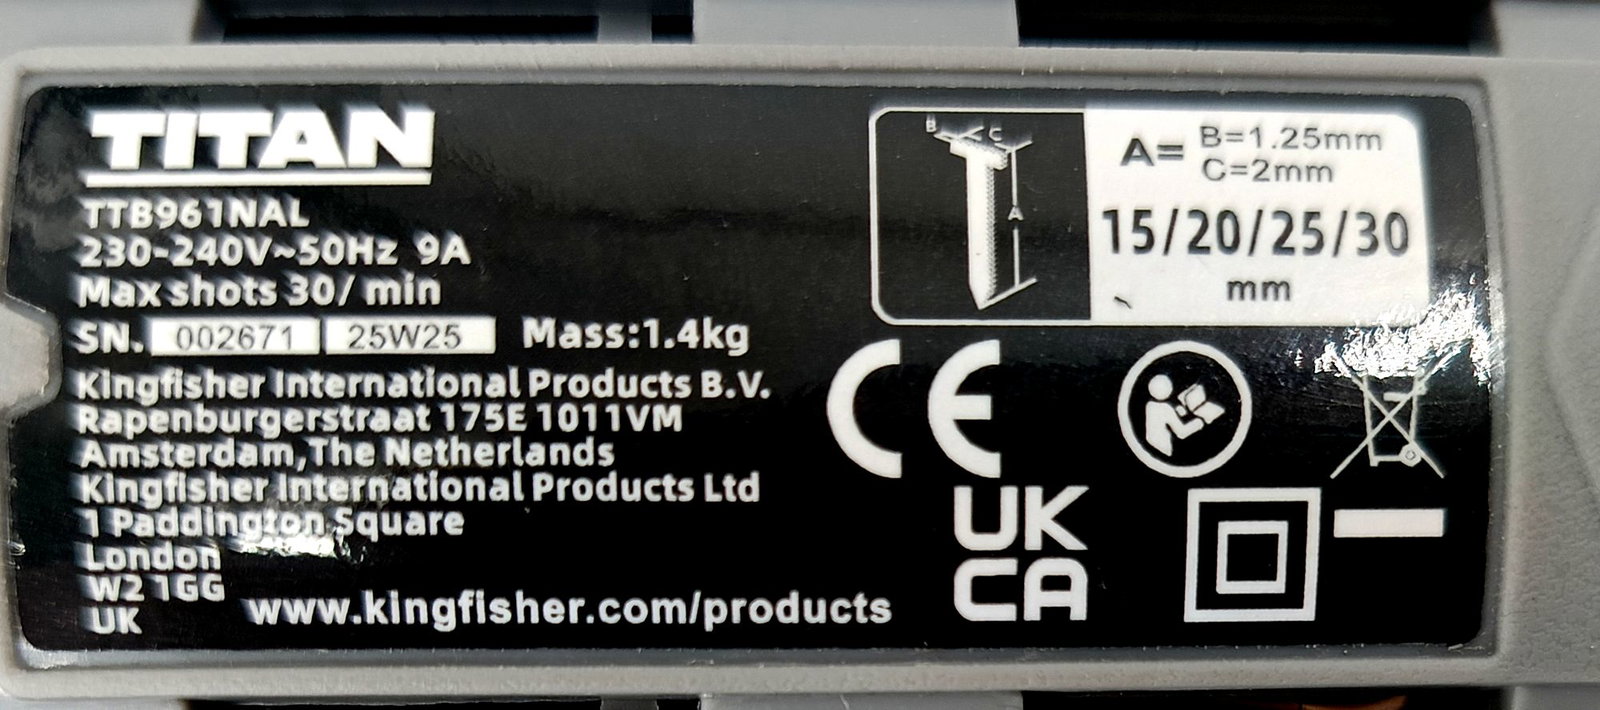 TITAN
TTB961NAL
230-240V~50Hz 9A
Max shots 30/ min
SN. 002671 25W25 Mass:1.4kg
Kingfisher International Products B.V.
Rapenburgerstraat 175E 1011VM
Amsterdam,The Netherlands
Kingfisher International Products Ltd
1 Paddington Square
London
W2 1GG
UK
www.kingfisher.com/products
B C
A
A= B=1.25mm
C=2mm
15/20/25/30
mm
CE
UK
CA